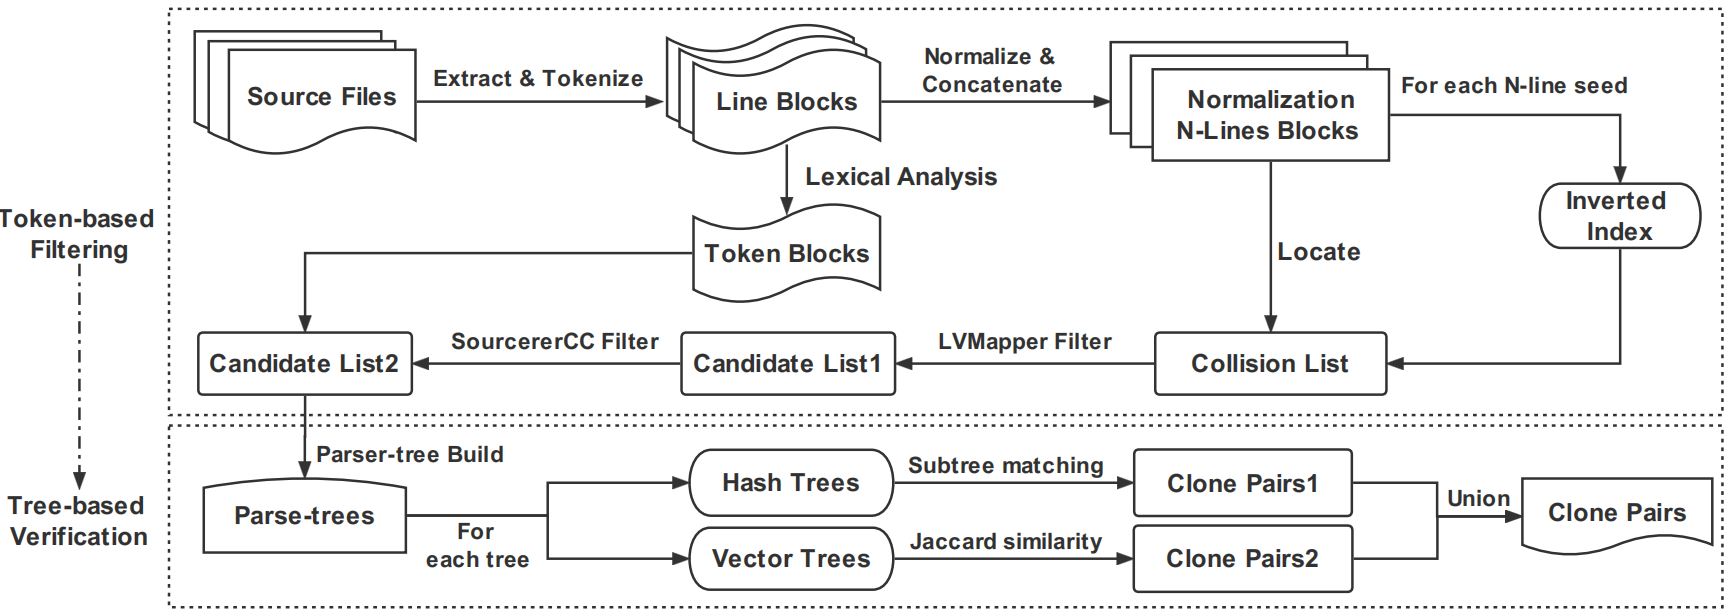 Source Files
Extract & Tokenize
Line Blocks
Normalize &
Concatenate
Normalization
N-Lines Blocks
For each N-line seed
Lexical Analysis
Inverted
Index
Token-based
Filtering
Token Blocks
Locate
Candidate List2
SourcererCC Filter
Candidate List1
LVMapper Filter
Collision List
Parser-tree Build
Tree-based
Verification
Parse-trees
For
each tree
Hash Trees
Subtree matching
Clone Pairs1
Union
Clone Pairs
Vector Trees
Jaccard similarity
Clone Pairs2